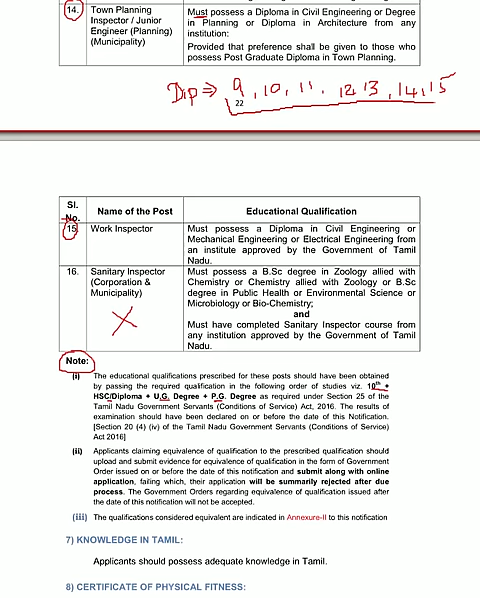 14. Town Planning Inspector / Junior Engineer (Planning) (Municipality)
Must possess a Diploma in Civil Engineering or Degree
in Planning or Diploma in Architecture from any
institution:
Provided that preference shall be given to those who
possess Post Graduate Diploma in Town Planning.
Dip ⇒ 9, 10, 11, 12, 13, 14, 15
22
Sl. No. Name of the Post Educational Qualification
15. Work Inspector
Must possess a Diploma in Civil Engineering or
Mechanical Engineering or Electrical Engineering from
an institute approved by the Government of Tamil
Nadu.
16. Sanitary Inspector (Corporation & Municipality)
Must possess a B.Sc degree in Zoology allied with
Chemistry or Chemistry allied with Zoology or B.Sc
degree in Public Health or Environmental Science or
Microbiology or Bio-Chemistry;
and
Must have completed Sanitary Inspector course from
any institution approved by the Government of Tamil
Nadu.
Note:
(i) The educational qualifications prescribed for these posts should have been obtained
by passing the required qualification in the following order of studies viz. 10th +
HSC/Diploma + U.G. Degree + P.G. Degree as required under Section 25 of the
Tamil Nadu Government Servants (Conditions of Service) Act, 2016. The results of
examination should have been declared on or before the date of this Notification.
[Section 20 (4) (iv) of the Tamil Nadu Government Servants (Conditions of Service)
Act 2016]
(ii) Applicants claiming equivalence of qualification to the prescribed qualification should
upload and submit evidence for equivalence of qualification in the form of Government
Order issued on or before the date of this notification and submit along with online
application, failing which, their application will be summarily rejected after due
process. The Government Orders regarding equivalence of qualification issued after
the date of this notification will not be accepted.
(iii) The qualifications considered equivalent are indicated in Annexure-II to this notification
7) KNOWLEDGE IN TAMIL:
Applicants should possess adequate knowledge in Tamil.
8) CERTIFICATE OF PHYSICAL FITNESS: